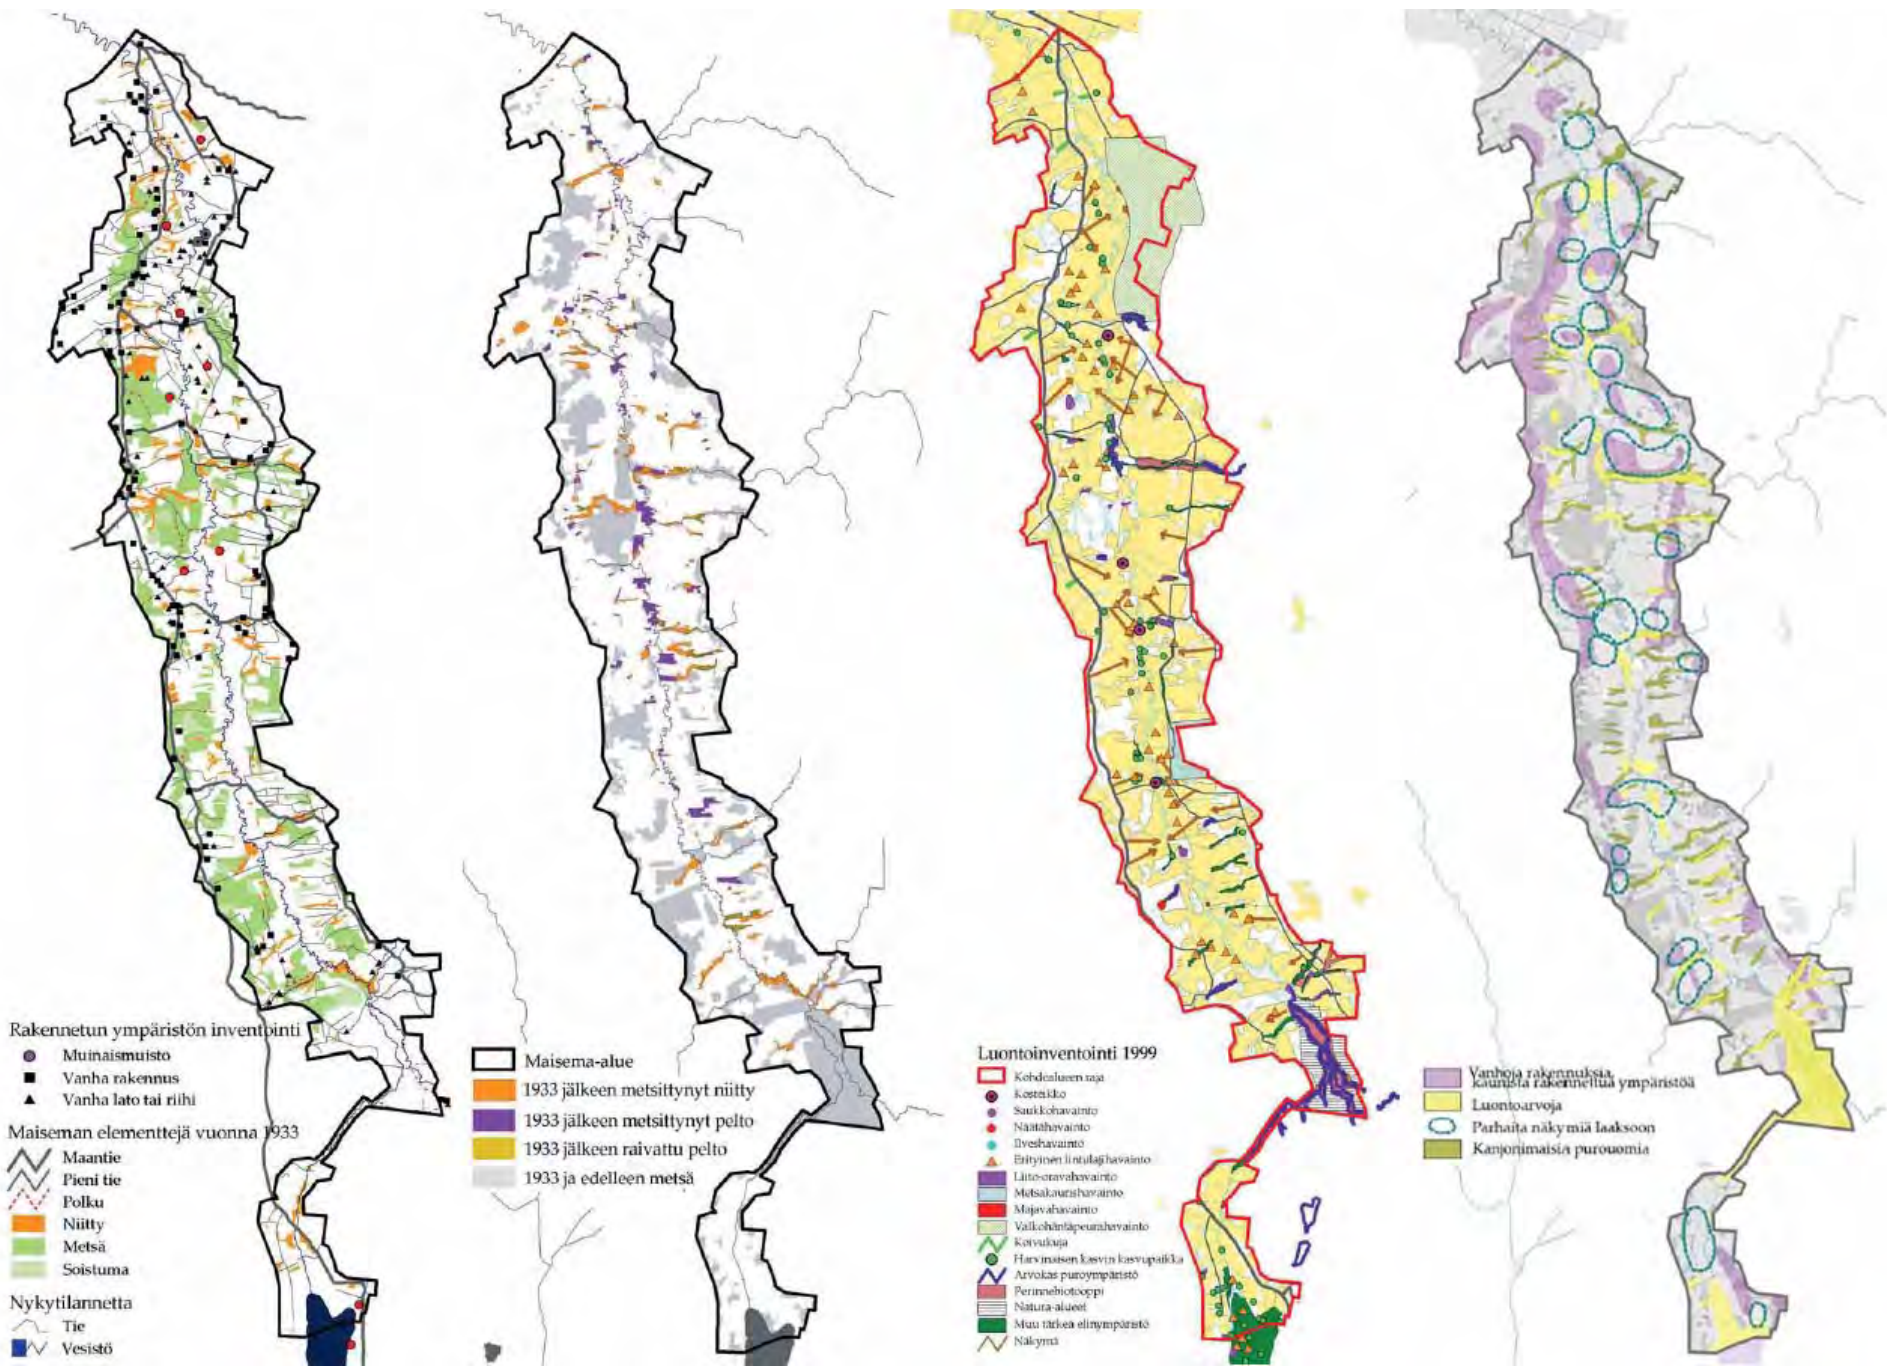 Rakennetun ympäristön inventointi
Muinaismuisto
Vanha rakennus
Vanha lato tai riihi
Maiseman elementtejä vuonna 1933
Maantie
Pieni tie
Polku
Niitty
Metsä
Soistuma
Nykytilannetta
Tie
Vesistö
Maisema-alue
1933 jälkeen metsittynyt niitty
1933 jälkeen metsittynyt pelto
1933 jälkeen raivattu pelto
1933 ja edelleen metsä
Luontoinventointi 1999
Kohdealueen raja
Kosteikko
Saukkohavainto
Näätähavainto
Ilveshavainto
Erityinen lintulajihavainto
Liito-oravahavainto
Metsäkaurishavainto
Majavahavainto
Valkohäntäpeurahavainto
Koivukuja
Harvinaisen kasvin kasvupaikka
Arvokas puroympäristö
Perinnebiotooppi
Natura-alueet
Muu tärkeä elinympäristö
Näkymä
Vanhoja rakennuksia,
kaunista rakennettua ympäristöä
Luontoarvoja
Parhaita näkymiä laaksoon
Kanjonimaisia purouomia